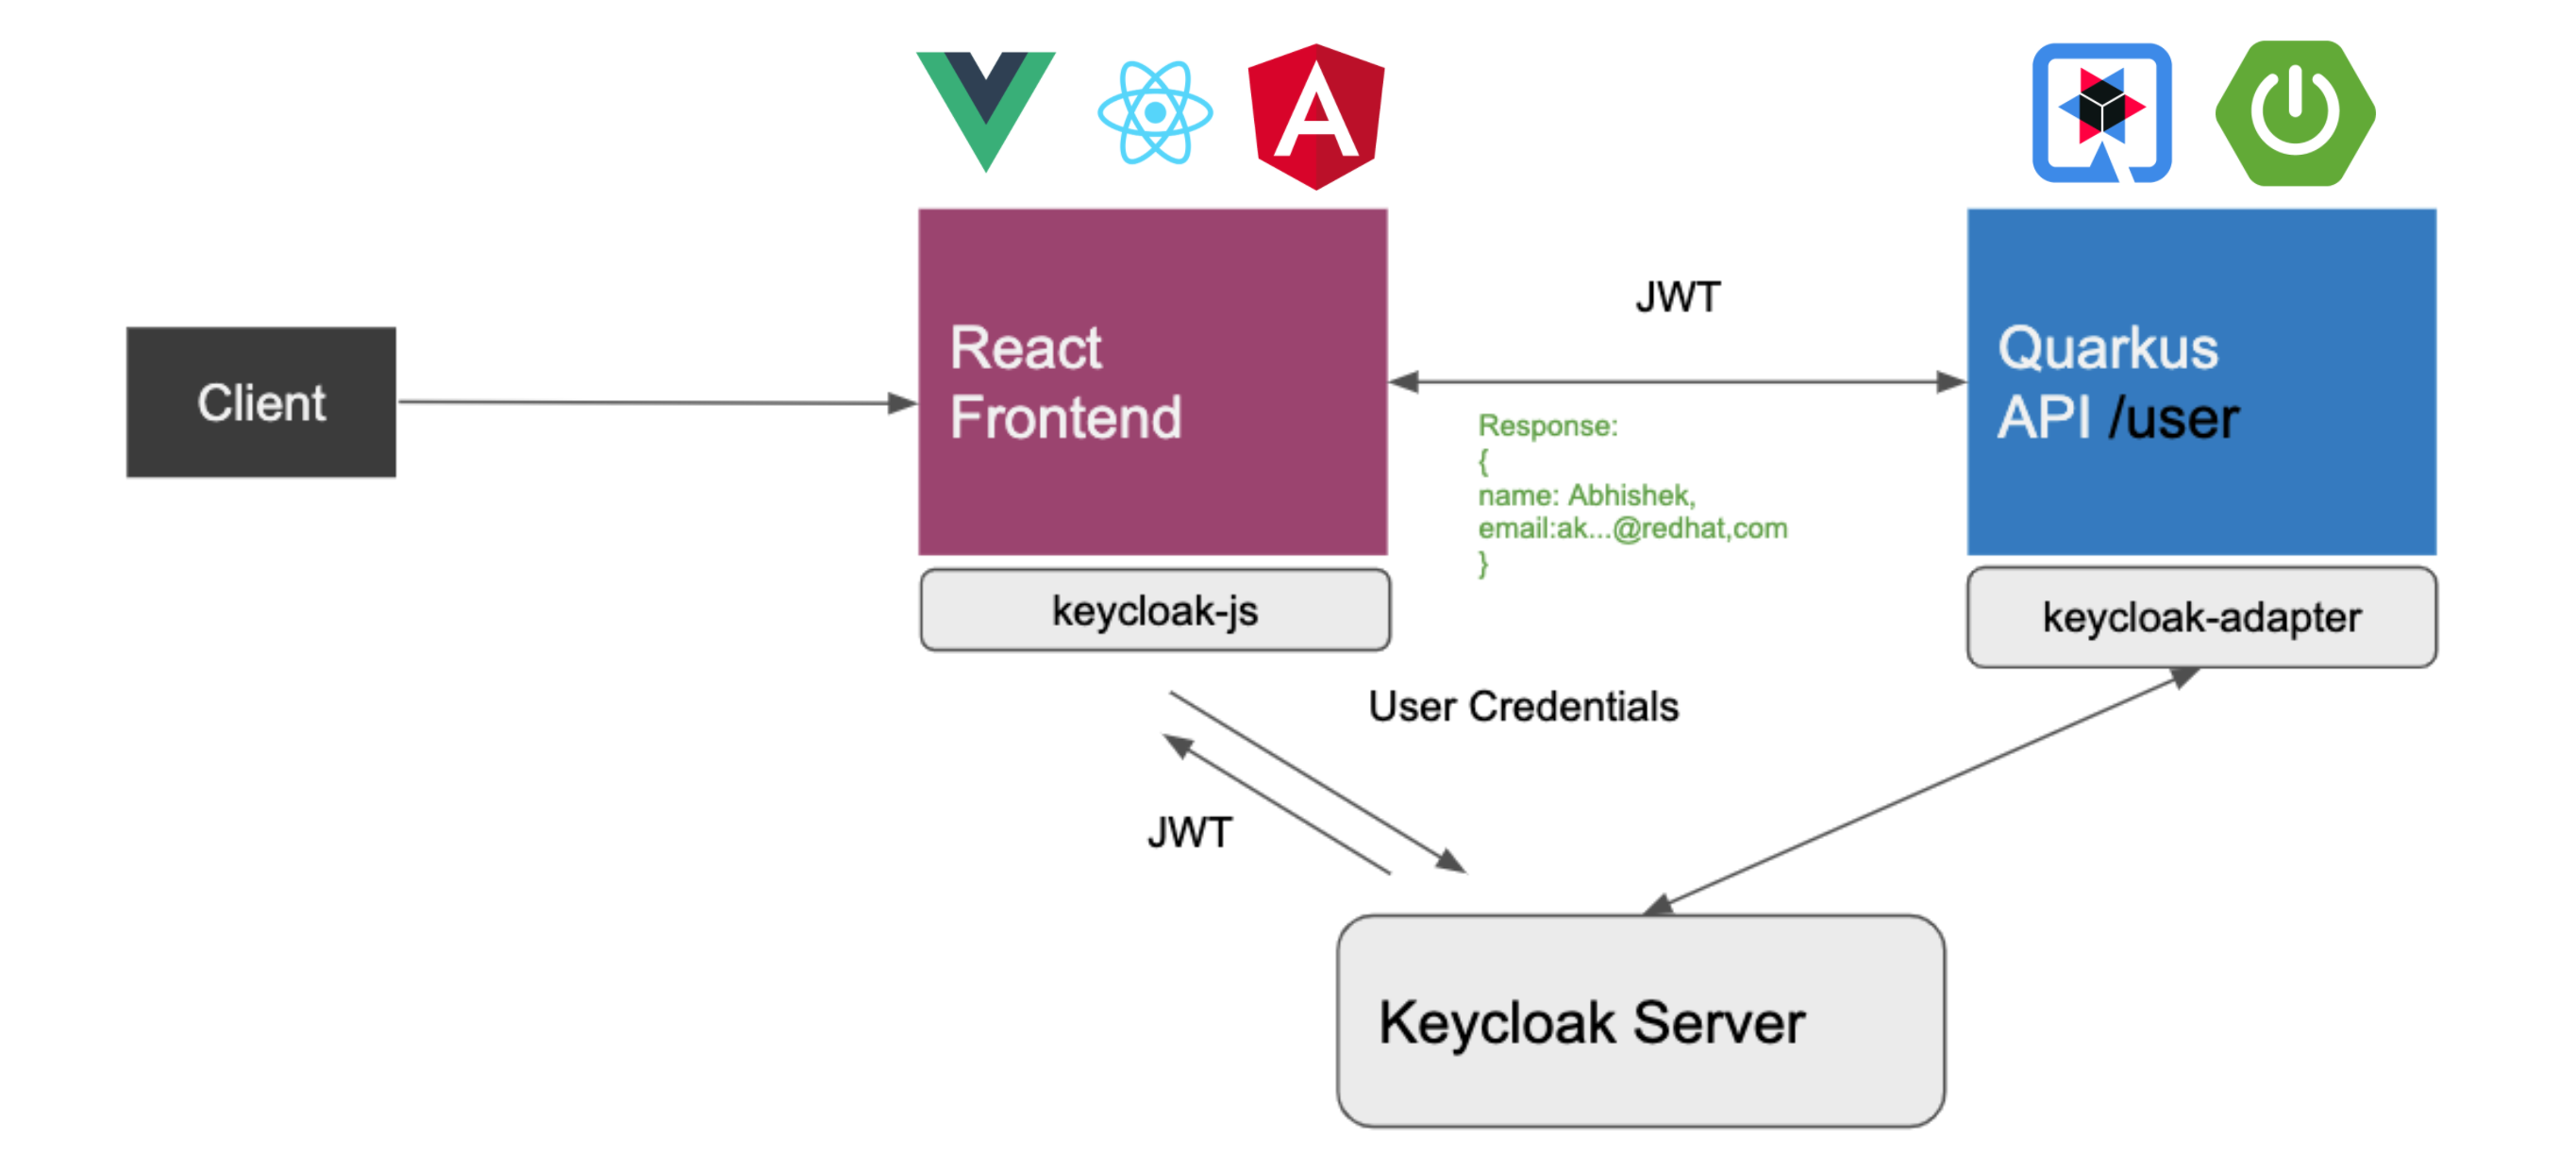 Client
React
Frontend
keycloak-js
JWT
Response:
{
name: Abhishek,
email:ak...@redhat,com
}
Quarkus
API /user
keycloak-adapter
User Credentials
JWT
Keycloak Server